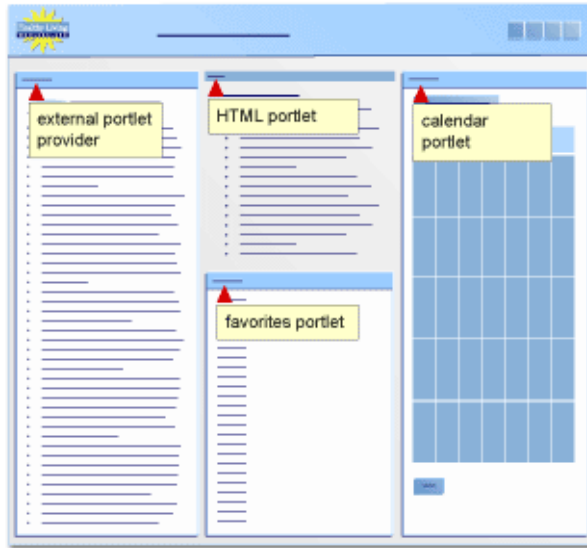 external portlet
provider
HTML portlet
calendar
portlet
favorites portlet